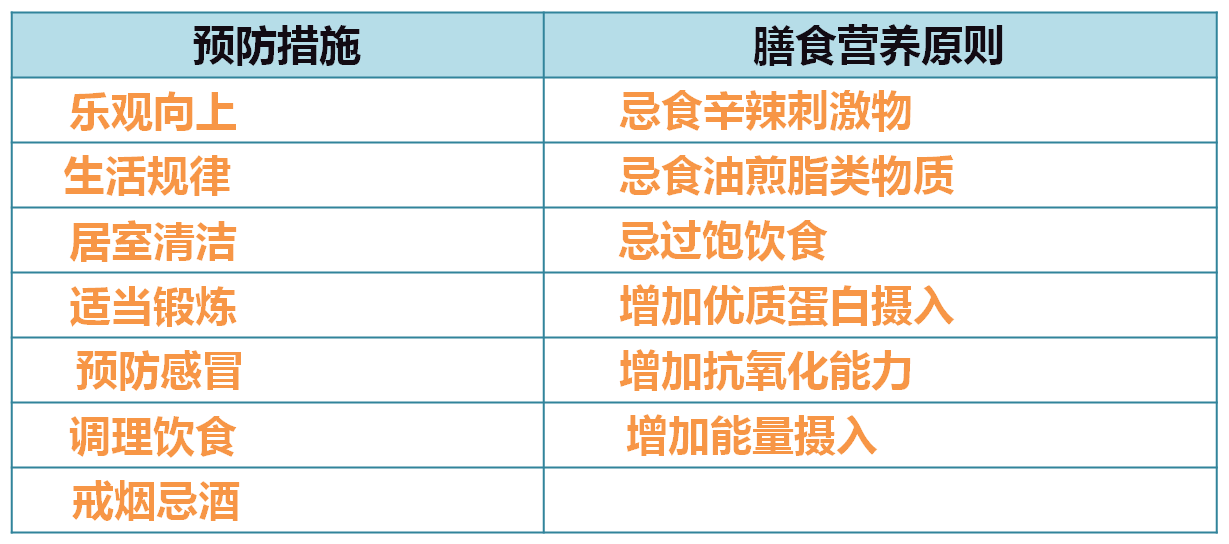 预防措施 膳食营养原则
乐观向上 忌食辛辣刺激物
生活规律 忌食油煎脂类物质
居室清洁 忌过饱饮食
适当锻炼 增加优质蛋白摄入
预防感冒 增加抗氧化能力
调理饮食 增加能量摄入
戒烟忌酒